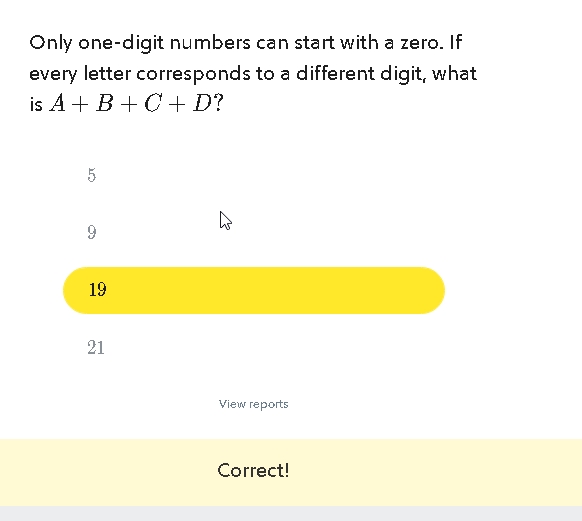 Only one-digit numbers can start with a zero. If
every letter corresponds to a different digit, what
is A + B + C + D?
5
9
19
21
View reports
Correct!